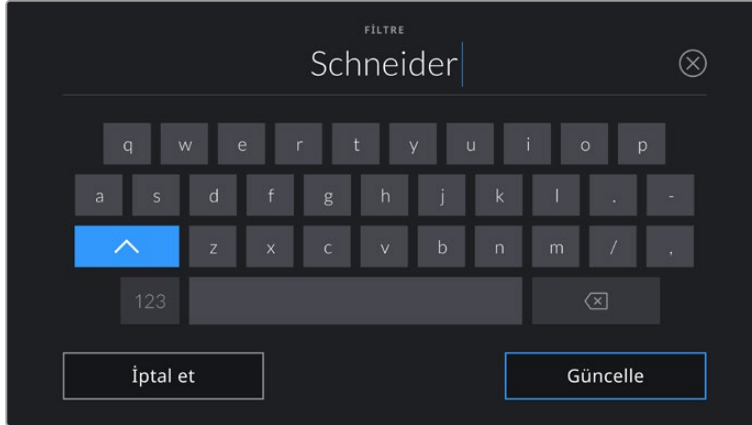 FİLTRE
Schneider
q w e r t y u i o p
a s d f g h j k l . -
z x c v b n m / ,
123
İptal et
Güncelle